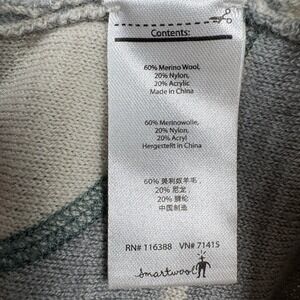 Contents:
60% Merino Wool,
20% Nylon,
20% Acrylic
Made in China
60% Merinowolle,
20% Nylon,
20% Acryl
Hergestellt in China
60% 美利奴羊毛,
20% 尼龙,
20% 腈纶
中国制造
RN# 116388 VN# 71415
smartwool